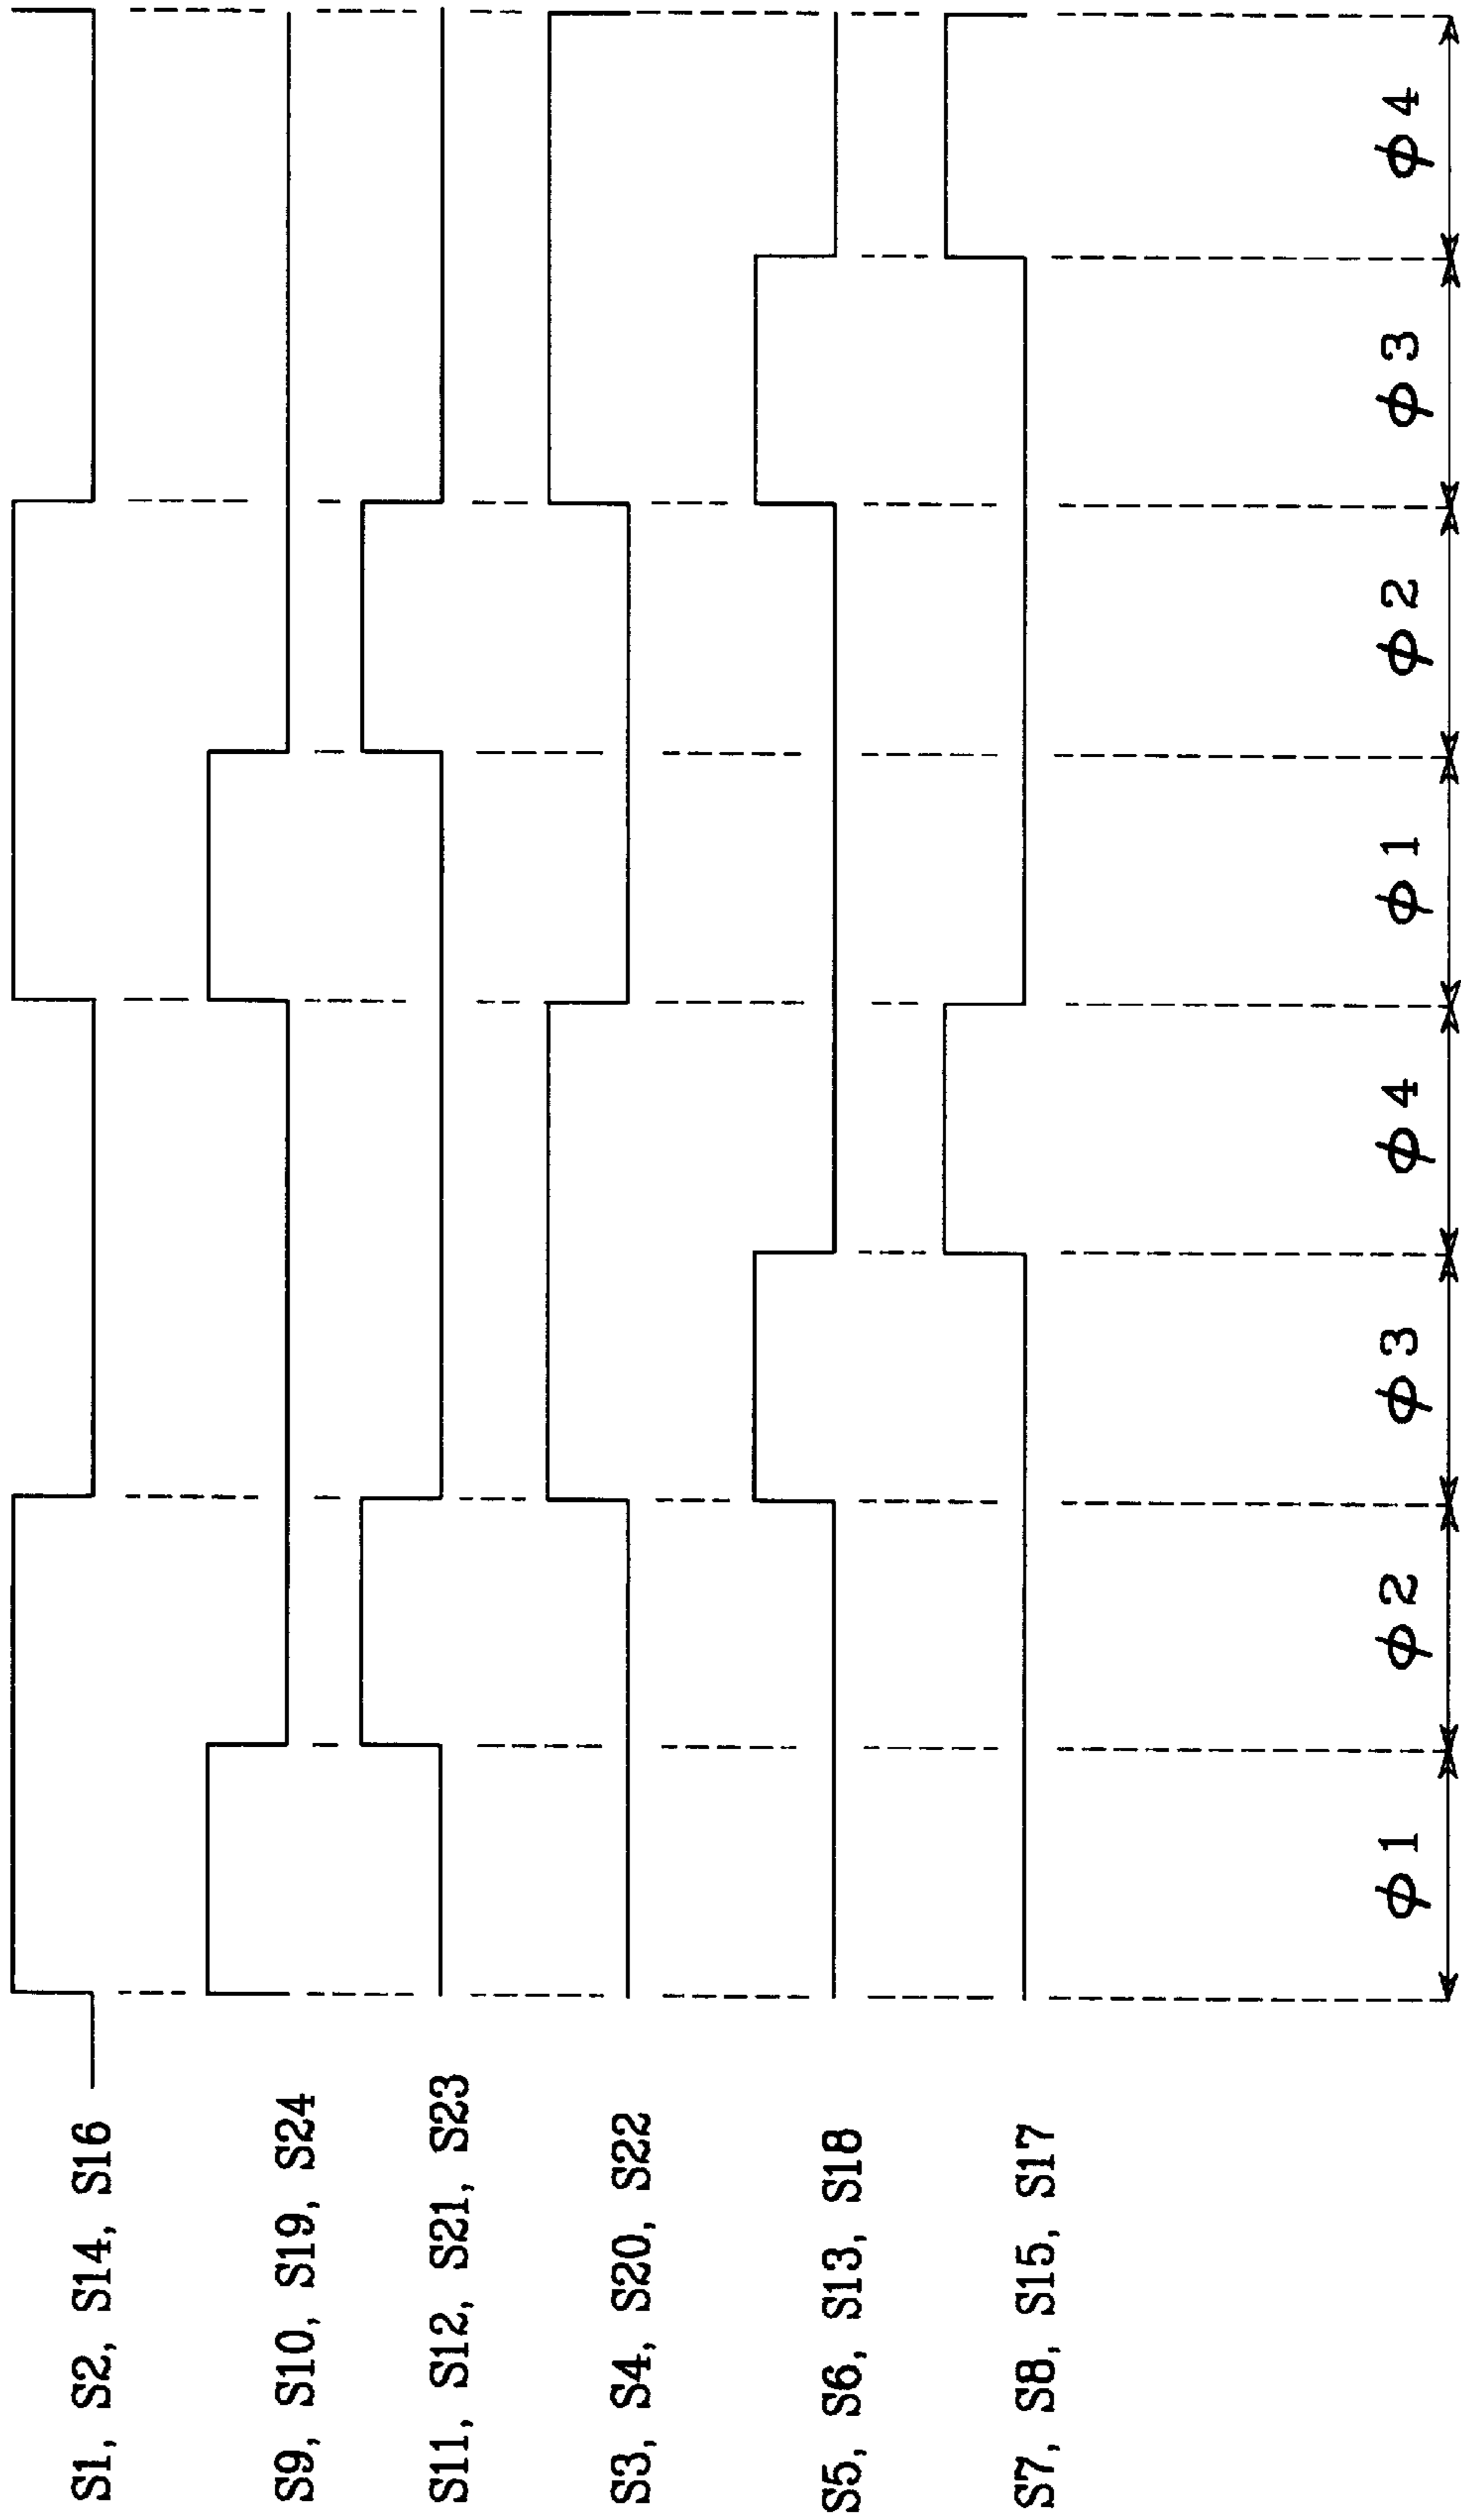 S1, S2, S14, S16
S9, S10, S19, S24
S11, S12, S21, S23
S3, S4, S20, S22
S5, S6, S13, S18
S7, S8, S15, S17
ϕ1 ϕ2 ϕ3 ϕ4 ϕ1 ϕ2 ϕ3 ϕ4